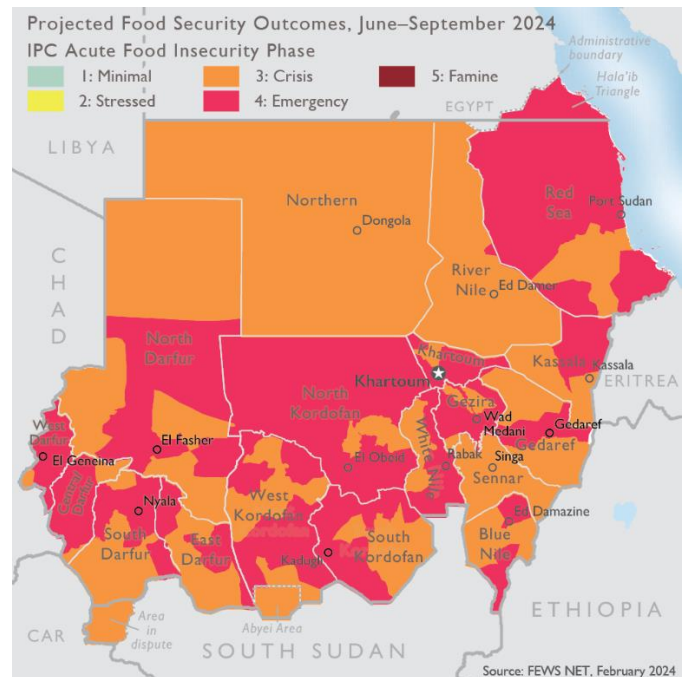 Projected Food Security Outcomes, June–September 2024
IPC Acute Food Insecurity Phase
1: Minimal
3: Crisis
5: Famine
2: Stressed
4: Emergency
Administrative
boundary
Hala'ib
Triangle
EGYPT
LIBYA
Northern
Dongola
Red
Sea
Port Sudan
CHAD
River
Nile
Ed Damer
North
Darfur
Khartoum
Khartoum
Kassala
Kassala
ERITREA
North
Kordofan
Gezira
Wad
Medani
Gedaref
Gedaref
West
Darfur
El Geneina
El Fasher
El Obeid
White Nile
Rabak
Singa
Sennar
Central
Darfur
Nyala
West
Kordofan
Kordofan
Ed Damazine
South
Darfur
East
Darfur
Kadugli
South
Kordofan
Blue
Nile
Area
in
dispute
Abyei Area
ETHIOPIA
CAR
SOUTH SUDAN
Source: FEWS NET, February 2024